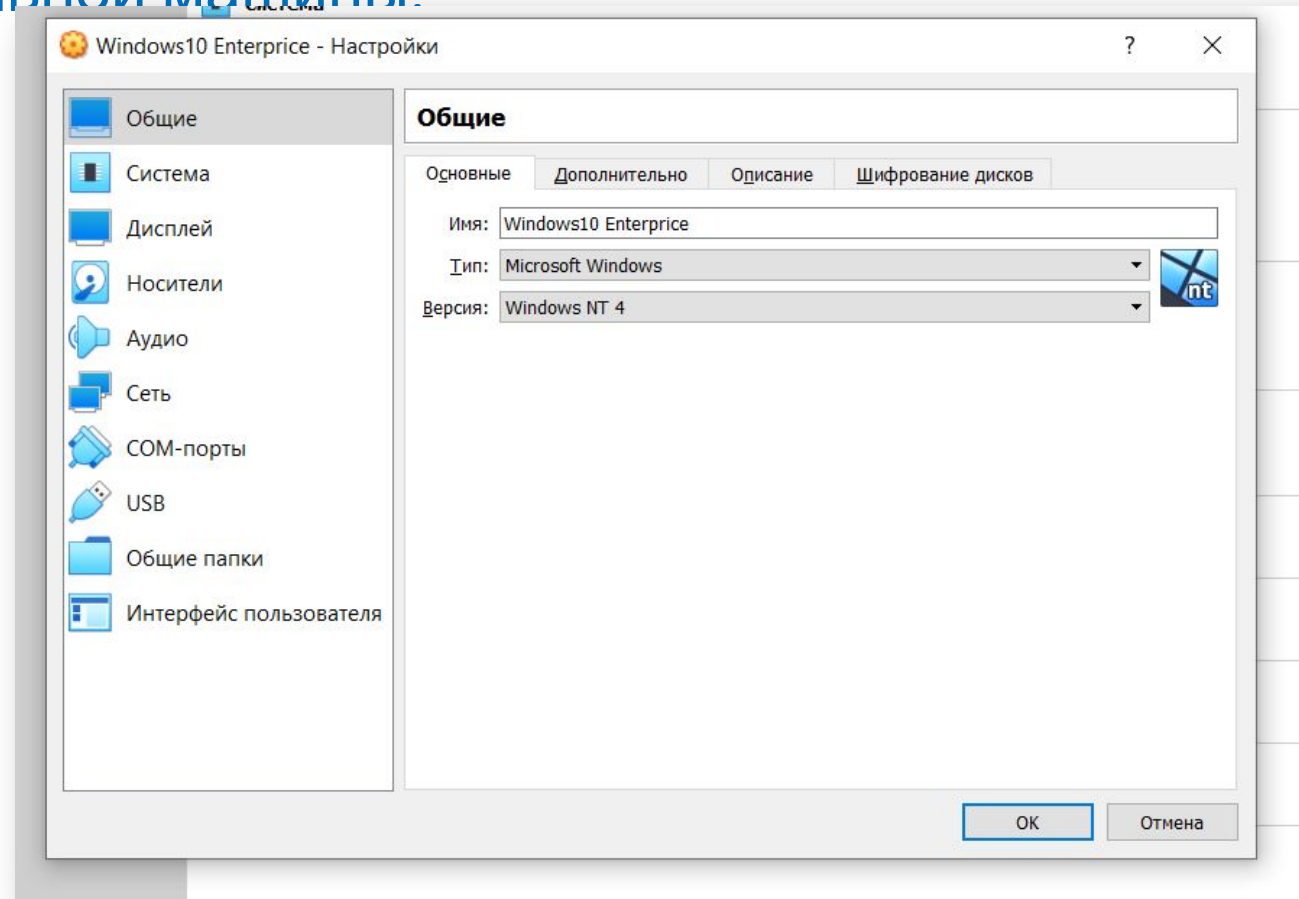 Система
Windows10 Enterprice - Настройки
?
Общие
Система
Дисплей
Носители
Аудио
Сеть
COM-порты
USB
Общие папки
Интерфейс пользователя
Общие
Основные Дополнительно Описание Шифрование дисков
Имя: Windows10 Enterprice
Тип: Microsoft Windows
nt
Версия: Windows NT 4
OK Отмена